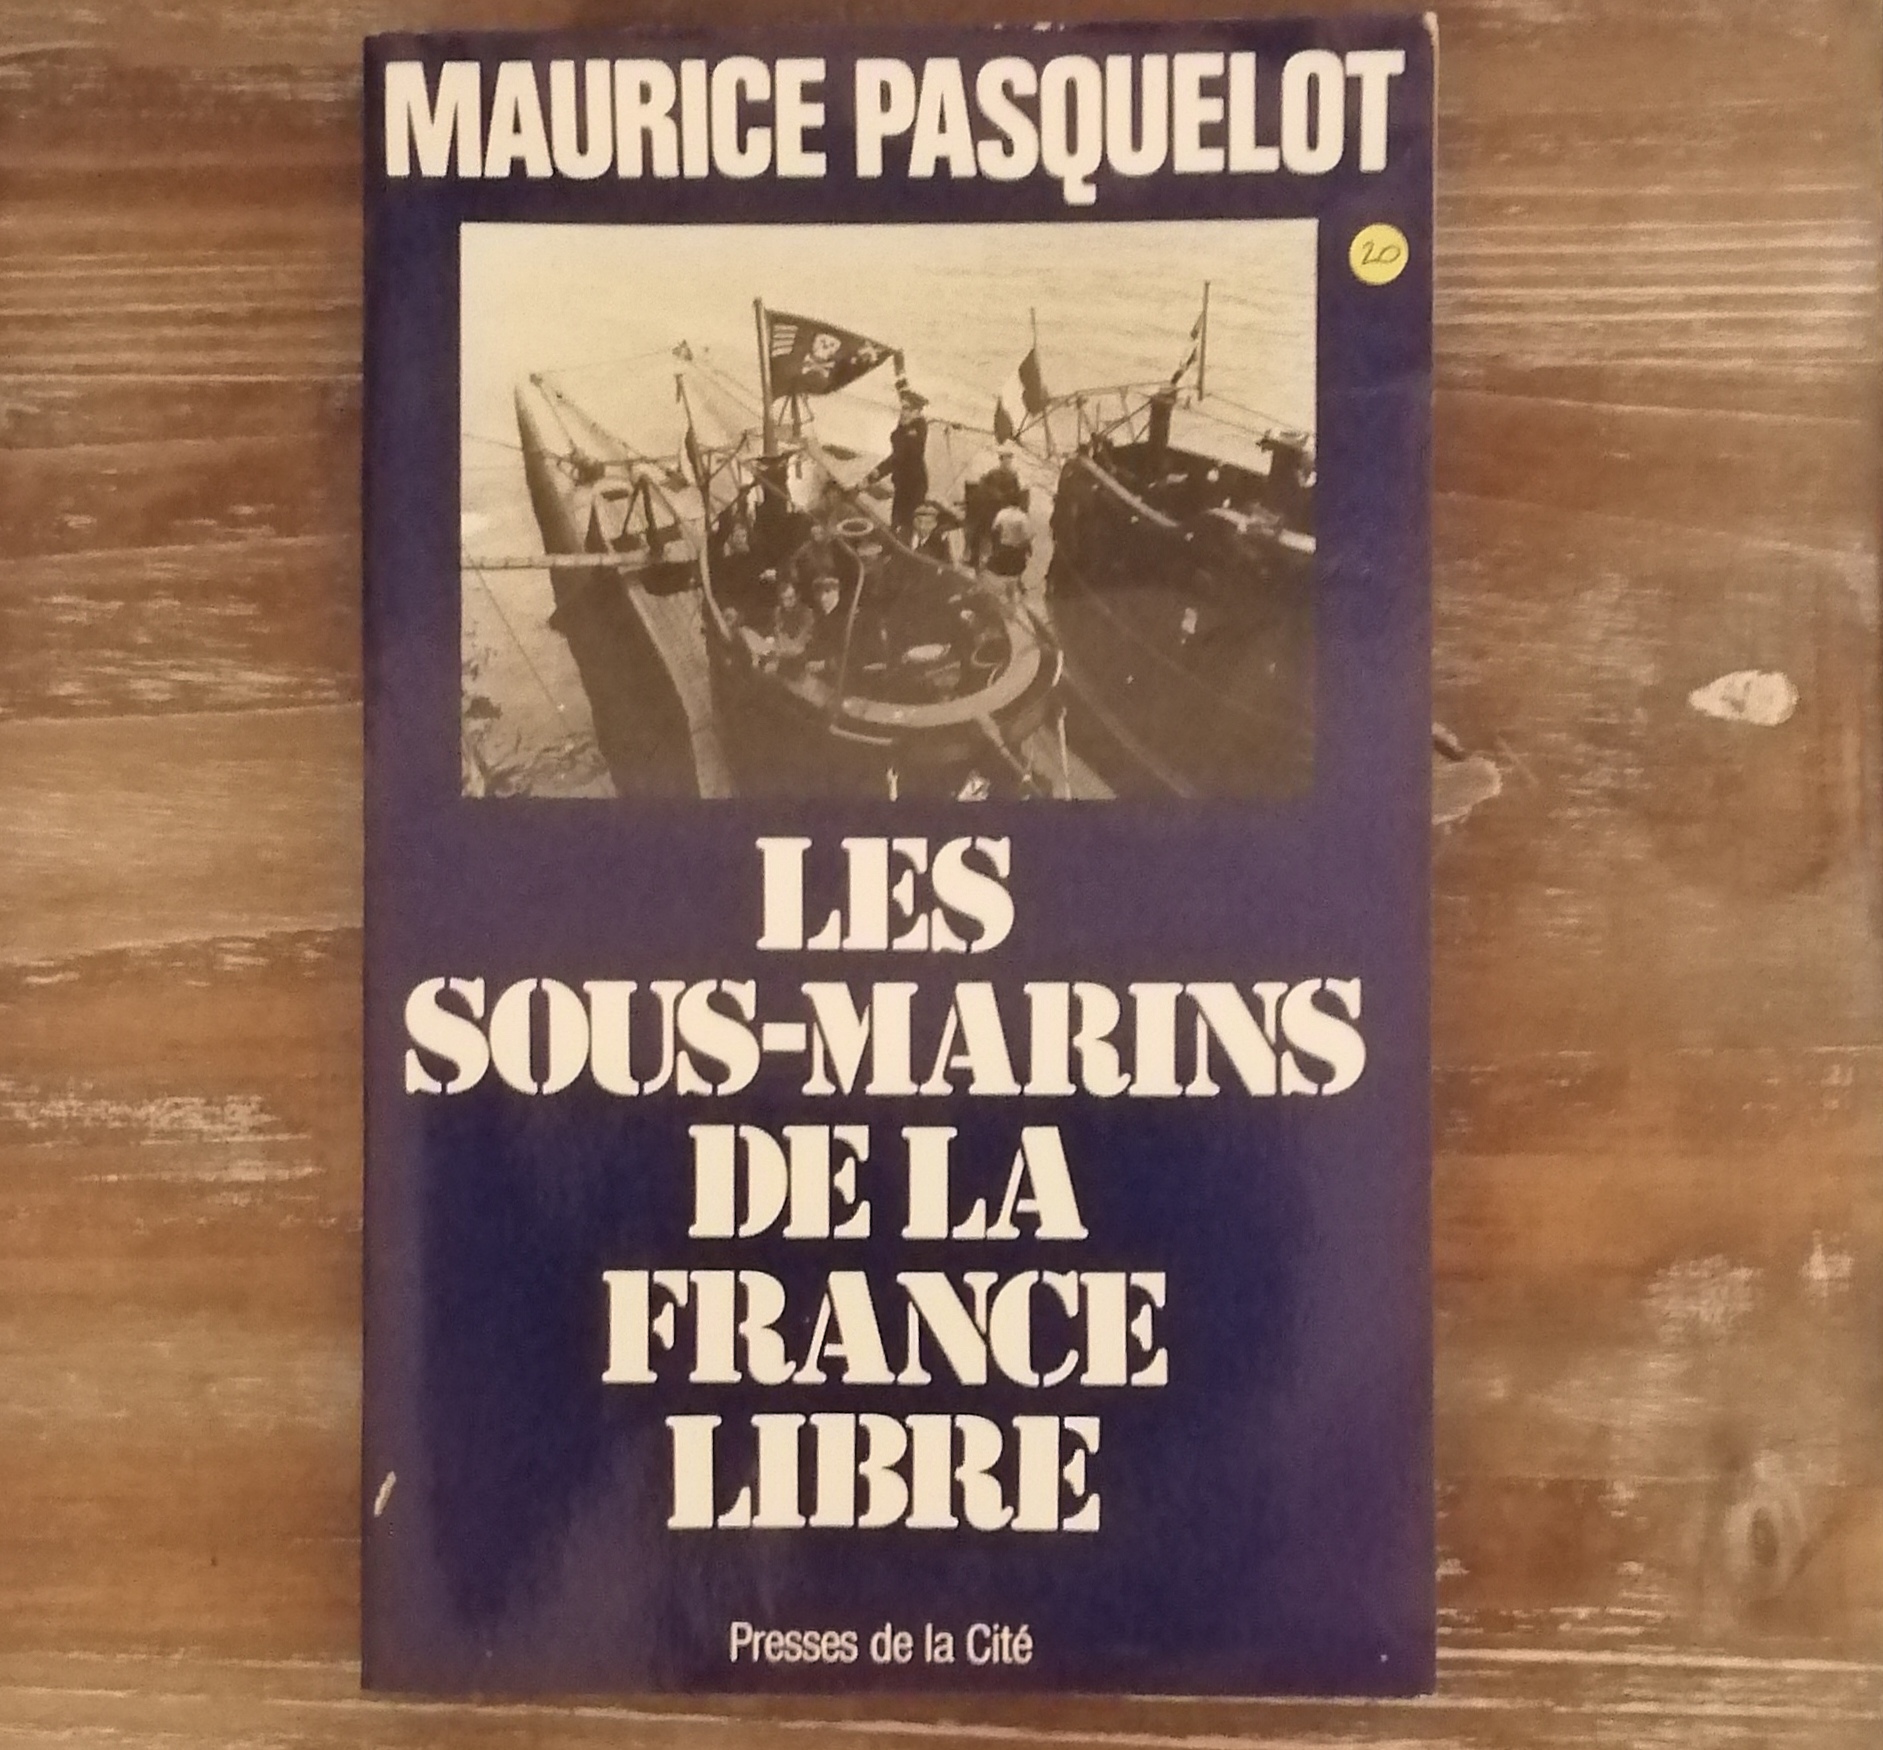 MAURICE PASQUELOT
20
LES
SOUS-MARINS
DE LA
FRANCE
LIBRE
Presses de la Cité